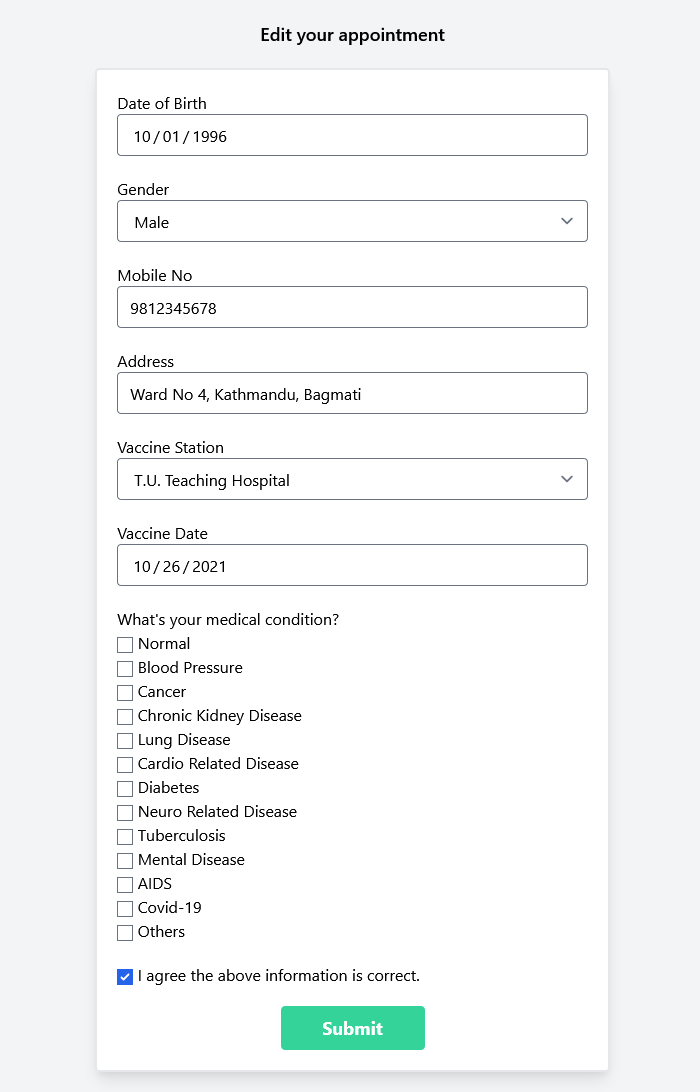 Edit your appointment
Date of Birth
10 / 01 / 1996
Gender
Male
Mobile No
9812345678
Address
Ward No 4, Kathmandu, Bagmati
Vaccine Station
T.U. Teaching Hospital
Vaccine Date
10 / 26 / 2021
What's your medical condition?
Normal
Blood Pressure
Cancer
Chronic Kidney Disease
Lung Disease
Cardio Related Disease
Diabetes
Neuro Related Disease
Tuberculosis
Mental Disease
AIDS
Covid-19
Others
I agree the above information is correct.
Submit